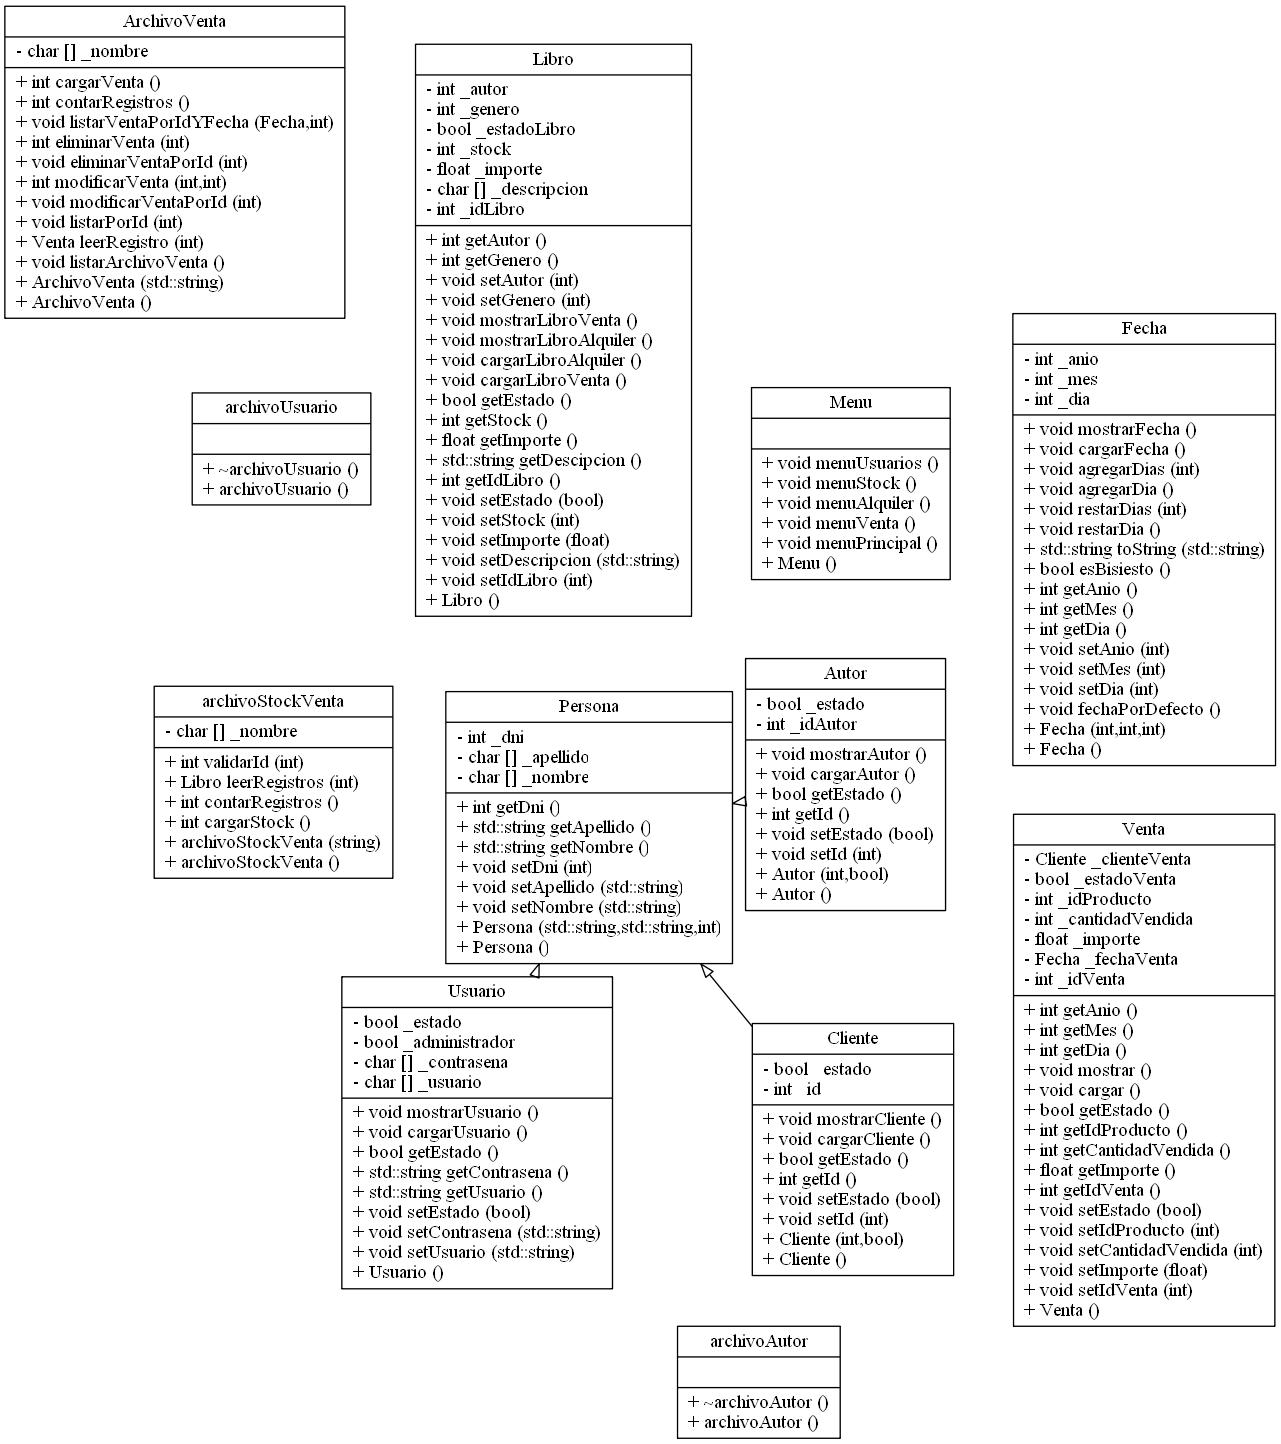 ArchivoVenta
- char [] _nombre
+ int cargarVenta ()
+ int contarRegistros ()
+ void listarVentaPorIdYFecha (Fecha,int)
+ int eliminarVenta (int)
+ void eliminarVentaPorId (int)
+ int modificarVenta (int,int)
+ void modificarVentaPorId (int)
+ void listarPorId (int)
+ Venta leerRegistro (int)
+ void listarArchivoVenta ()
+ ArchivoVenta (std::string)
+ ArchivoVenta ()
Libro
- int _autor
- int _genero
- bool _estadoLibro
- int _stock
- float _importe
- char [] _descripcion
- int _idLibro
+ int getAutor ()
+ int getGenero ()
+ void setAutor (int)
+ void setGenero (int)
+ void mostrarLibroVenta ()
+ void mostrarLibroAlquiler ()
+ void cargarLibroAlquiler ()
+ void cargarLibroVenta ()
+ bool getEstado ()
+ int getStock ()
+ float getImporte ()
+ std::string getDescipcion ()
+ int getIdLibro ()
+ void setEstado (bool)
+ void setStock (int)
+ void setImporte (float)
+ void setDescripcion (std::string)
+ void setIdLibro (int)
+ Libro ()
archivoUsuario
+ ~archivoUsuario ()
+ archivoUsuario ()
Menu
+ void menuUsuarios ()
+ void menuStock ()
+ void menuAlquiler ()
+ void menuVenta ()
+ void menuPrincipal ()
+ Menu ()
Fecha
- int _anio
- int _mes
- int _dia
+ void mostrarFecha ()
+ void cargarFecha ()
+ void agregarDias (int)
+ void agregarDia ()
+ void restarDias (int)
+ void restarDia ()
+ std::string toString (std::string)
+ bool esBisiesto ()
+ int getAnio ()
+ int getMes ()
+ int getDia ()
+ void setAnio (int)
+ void setMes (int)
+ void setDia (int)
+ void fechaPorDefecto ()
+ Fecha (int,int,int)
+ Fecha ()
archivoStockVenta
- char [] _nombre
+ int validarId (int)
+ Libro leerRegistros (int)
+ int contarRegistros ()
+ int cargarStock ()
+ archivoStockVenta (string)
+ archivoStockVenta ()
Persona
- int _dni
- char [] _apellido
- char [] _nombre
+ int getDni ()
+ std::string getApellido ()
+ std::string getNombre ()
+ void setDni (int)
+ void setApellido (std::string)
+ void setNombre (std::string)
+ Persona (std::string,std::string,int)
+ Persona ()
Autor
- bool _estado
- int _idAutor
+ void mostrarAutor ()
+ void cargarAutor ()
+ bool getEstado ()
+ int getId ()
+ void setEstado (bool)
+ void setId (int)
+ Autor (int,bool)
+ Autor ()
Usuario
- bool _estado
- bool _administrador
- char [] _contrasena
- char [] _usuario
+ void mostrarUsuario ()
+ void cargarUsuario ()
+ bool getEstado ()
+ std::string getContrasena ()
+ std::string getUsuario ()
+ void setEstado (bool)
+ void setContrasena (std::string)
+ void setUsuario (std::string)
+ Usuario ()
Cliente
- bool _estado
- int _id
+ void mostrarCliente ()
+ void cargarCliente ()
+ bool getEstado ()
+ int getId ()
+ void setEstado (bool)
+ void setId (int)
+ Cliente (int,bool)
+ Cliente ()
Venta
- Cliente _clienteVenta
- bool _estadoVenta
- int _idProducto
- int _cantidadVendida
- float _importe
- Fecha _fechaVenta
- int _idVenta
+ int getAnio ()
+ int getMes ()
+ int getDia ()
+ void mostrar ()
+ void cargar ()
+ bool getEstado ()
+ int getIdProducto ()
+ int getCantidadVendida ()
+ float getImporte ()
+ int getIdVenta ()
+ void setEstado (bool)
+ void setIdProducto (int)
+ void setCantidadVendida (int)
+ void setImporte (float)
+ void setIdVenta (int)
+ Venta ()
archivoAutor
+ ~archivoAutor ()
+ archivoAutor ()